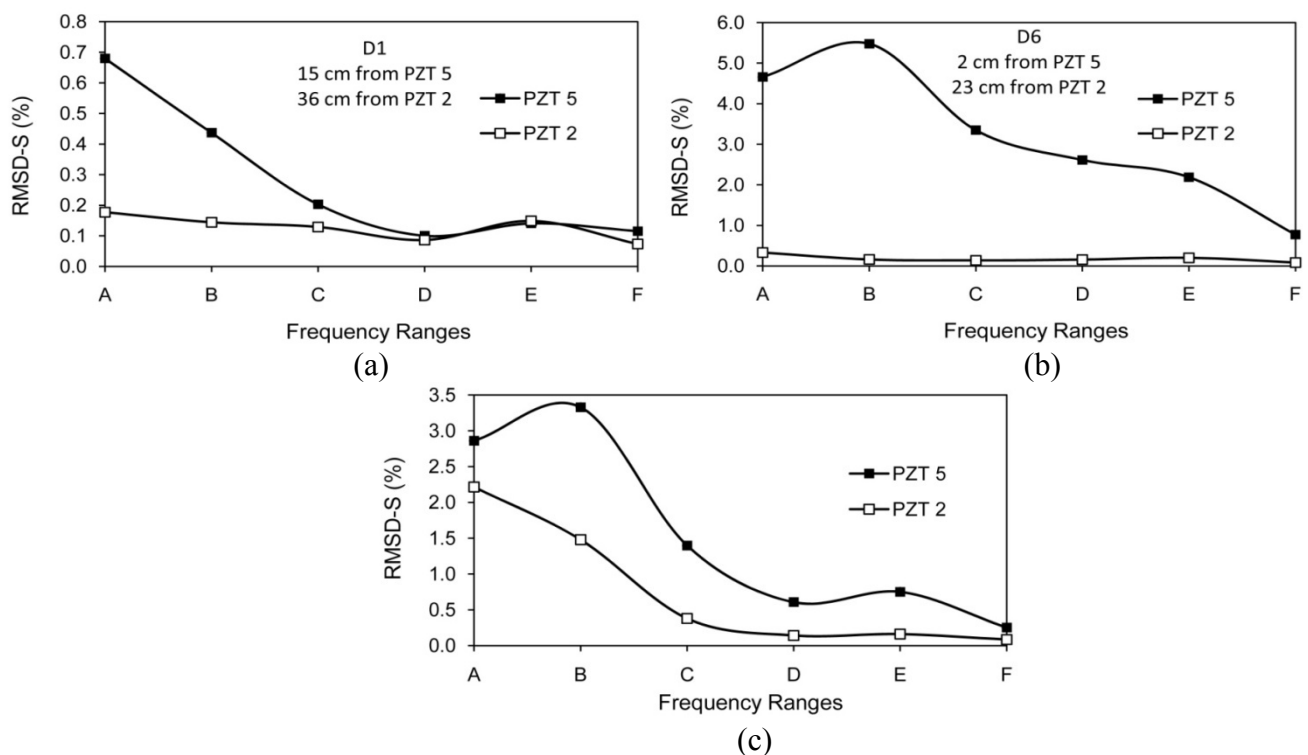 0.8
0.7
0.6
0.5
0.4
0.3
0.2
0.1
0.0
RMSD-S (%)
D1
15 cm from PZT 5
36 cm from PZT 2
PZT 5
PZT 2
A B C D E F
Frequency Ranges
(a)
6.0
5.0
4.0
3.0
2.0
1.0
0.0
RMSD-S (%)
D6
2 cm from PZT 5
23 cm from PZT 2
PZT 5
PZT 2
A B C D E F
Frequency Ranges
(b)
3.5
3.0
2.5
2.0
1.5
1.0
0.5
0.0
RMSD-S (%)
PZT 5
PZT 2
A B C D E F
Frequency Ranges
(c)